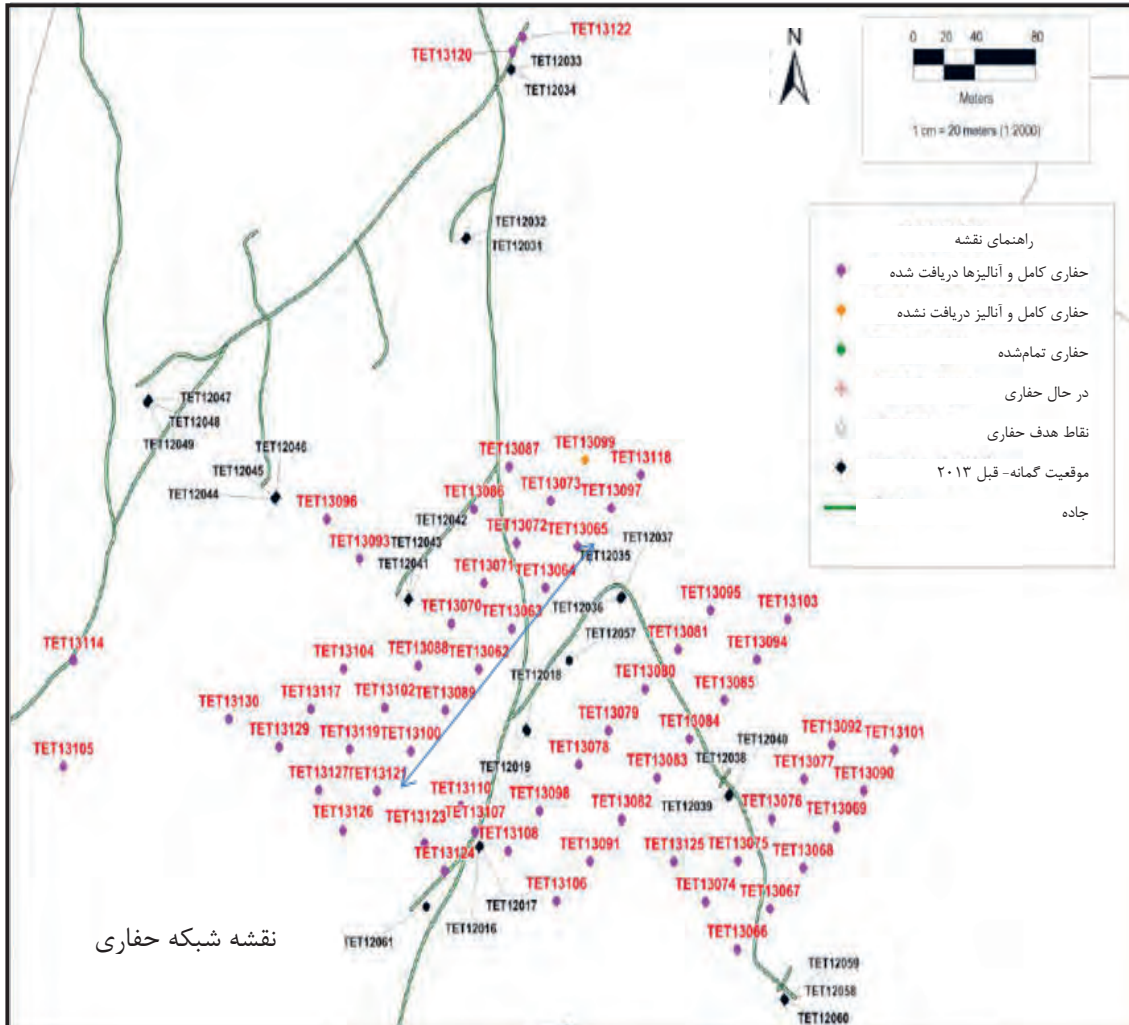 TET13122
TET13120
TET12033
TET12034
N
0 20 40 80
Meters
1 cm = 20 meters (1:2000)
راهنمای نقشه
حفاری کامل و آنالیزها دریافت شده
حفاری کامل و آنالیز دریافت نشده
حفاری تمام‌شده
در حال حفاری
نقاط هدف حفاری
موقعیت گمانه- قبل ۲۰۱۳
جاده
TET12032
TET12031
TET12047
TET12048
TET12049
TET12046
TET12045
TET12044
TET13087
TET13099
TET13118
TET13086
TET13073
TET13097
TET13096
TET12042
TET13072
TET13065
TET12037
TET12043
TET13093
TET12041
TET12035
TET13071
TET13064
TET13070
TET13063
TET12036
TET13095
TET13103
TET12057
TET13081
TET13114
TET13104
TET13088
TET13062
TET12018
TET13094
TET13080
TET13117
TET13102
TET13089
TET13085
TET13130
TET13129
TET13119
TET13100
TET13079
TET13084
TET13092
TET13101
TET12040
TET13105
TET12019
TET13078
TET12038
TET13127
TET13121
TET13083
TET13077
TET13090
TET13110
TET13098
TET13082
TET12039
TET13076
TET13069
TET13126
TET13123
TET13107
TET13108
TET13124
TET13091
TET13125
TET13075
TET13068
TET13106
TET13074
TET13067
TET12017
TET12016
TET12061
TET13066
نقشه شبکه حفاری
TET12059
TET12058
TET12060